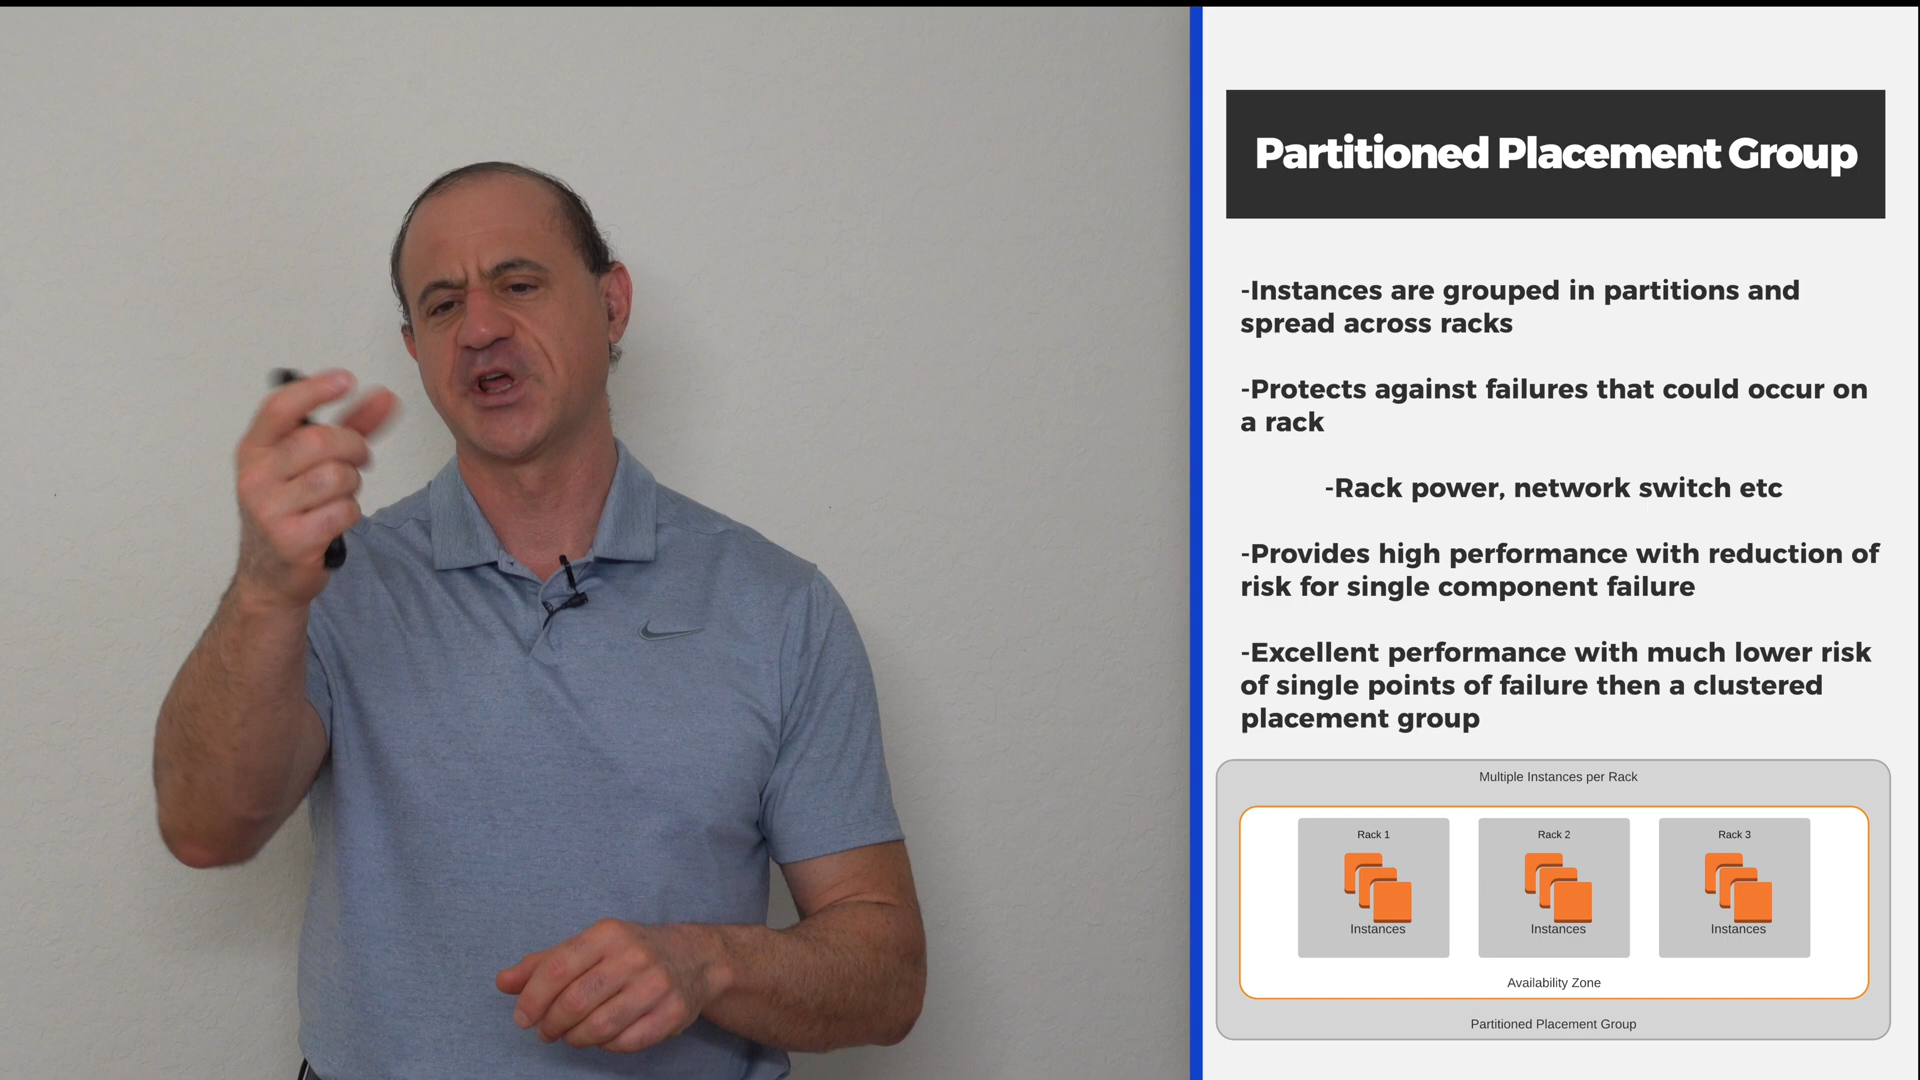 Partitioned Placement Group
-Instances are grouped in partitions and
spread across racks
-Protects against failures that could occur on
a rack
-Rack power, network switch etc
-Provides high performance with reduction of
risk for single component failure
-Excellent performance with much lower risk
of single points of failure then a clustered
placement group
Multiple Instances per Rack
Rack 1
Rack 2
Rack 3
Instances
Instances
Instances
Availability Zone
Partitioned Placement Group